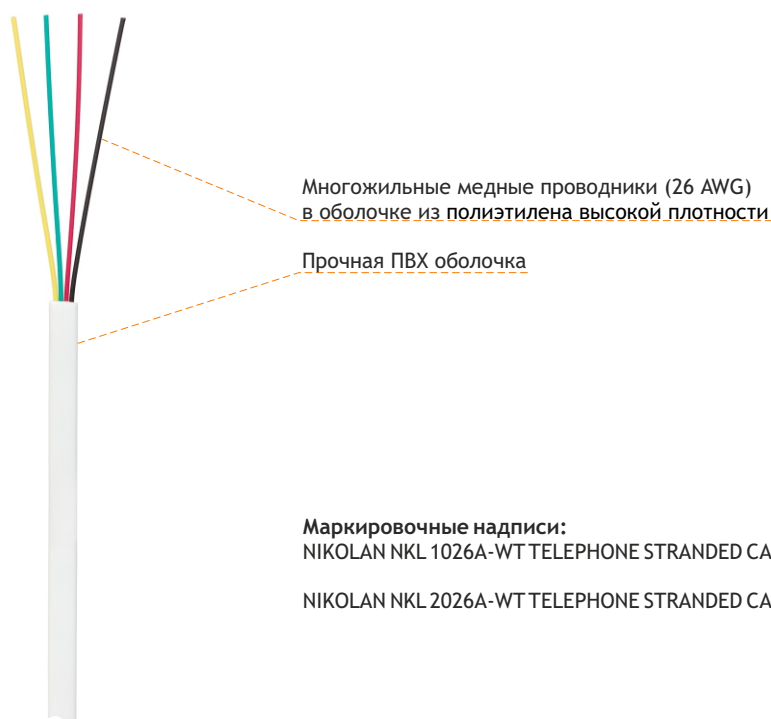 Многожильные медные проводники (26 AWG)
в оболочке из полиэтилена высокой плотности
Прочная ПВХ оболочка
Маркировочные надписи:
NIKOLAN NKL 1026A-WT TELEPHONE STRANDED CA
NIKOLAN NKL 2026A-WT TELEPHONE STRANDED CA